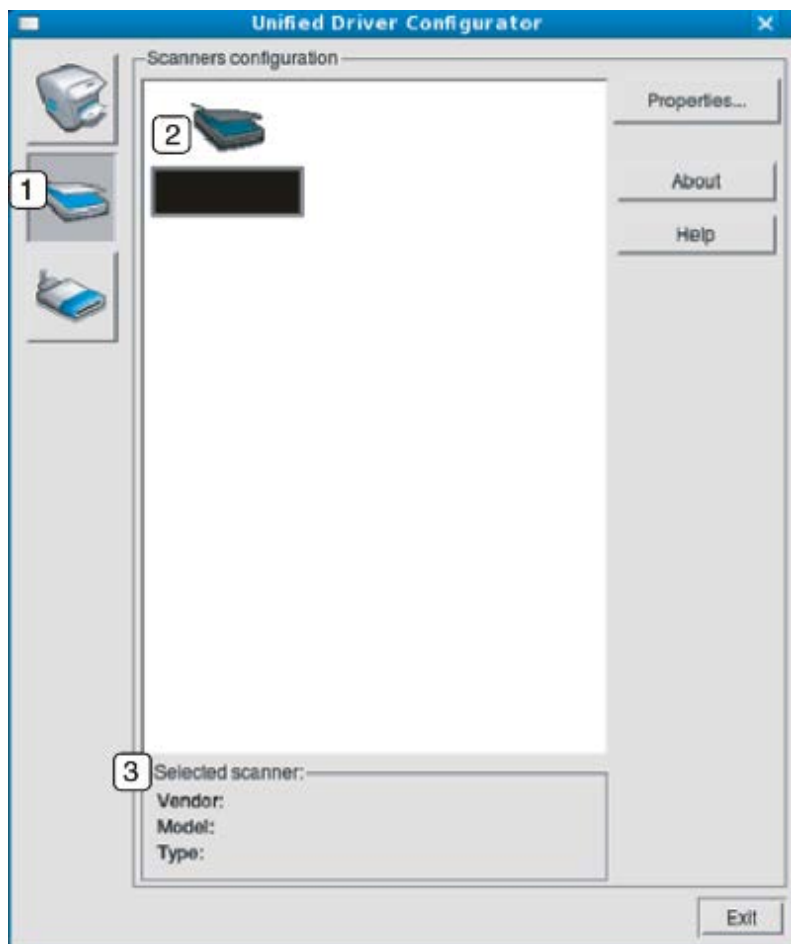 Unified Driver Configurator
Scanners configuration
Properties...
2
1
About
Help
3
Selected scanner:
Vendor:
Model:
Type:
Exit